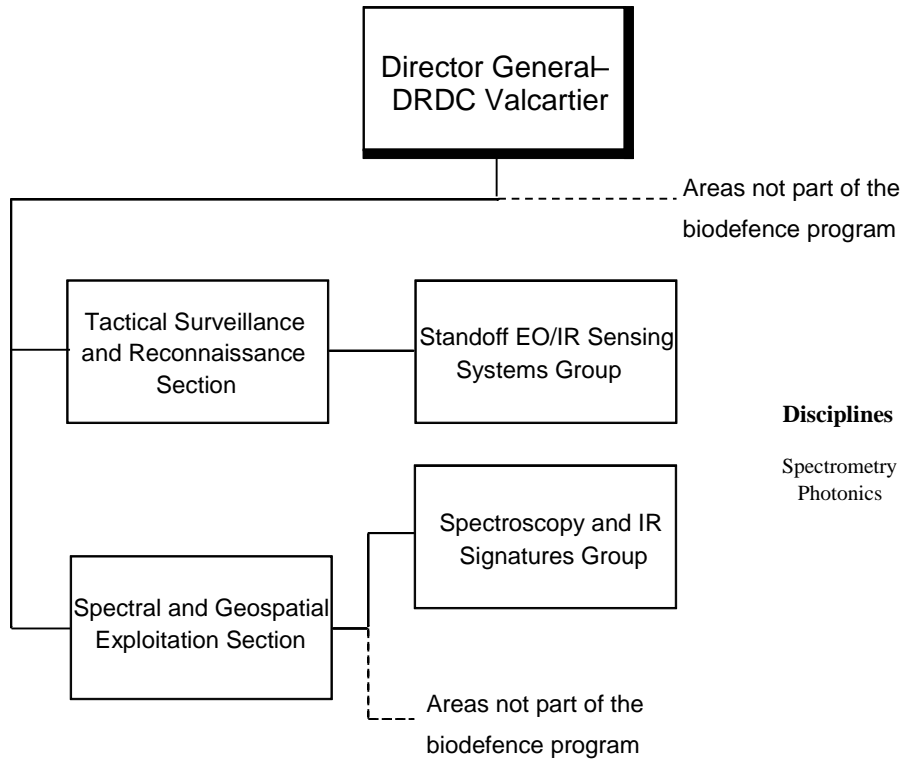 Director General–
DRDC Valcartier
Areas not part of the
biodefence program
Tactical Surveillance
and Reconnaissance
Section
Standoff EO/IR Sensing
Systems Group
Disciplines
Spectrometry
Photonics
Spectroscopy and IR
Signatures Group
Spectral and Geospatial
Exploitation Section
Areas not part of the
biodefence program